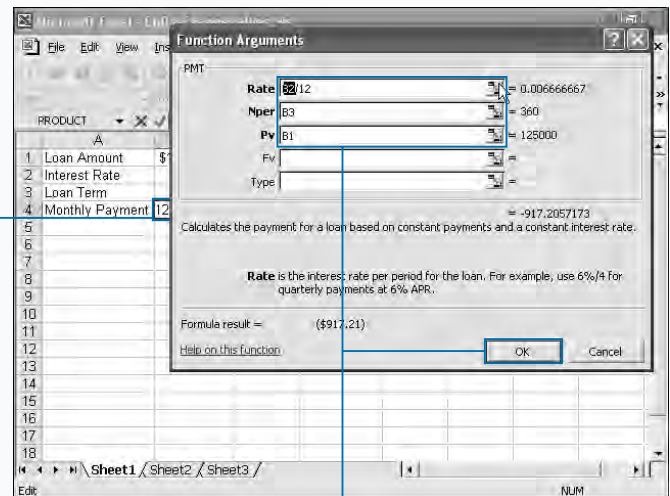 File Edit View Ins
Function Arguments
PMT
Rate B2/12 = 0.006666667
Nper B3 = 360
Pv B1 = 125000
Fv =
Type =
= -917.2057173
Calculates the payment for a loan based on constant payments and a constant interest rate.
Rate is the interest rate per period for the loan. For example, use 6%/4 for
quarterly payments at 6% APR.
Formula result = ($917.21)
Help on this function OK Cancel
PRODUCT
A
1 Loan Amount $1
2 Interest Rate
3 Loan Term
4 Monthly Payment 12
5
6
7
8
9
10
11
12
13
14
15
16
17
18
Sheet1 Sheet2 Sheet3
Edit NUM